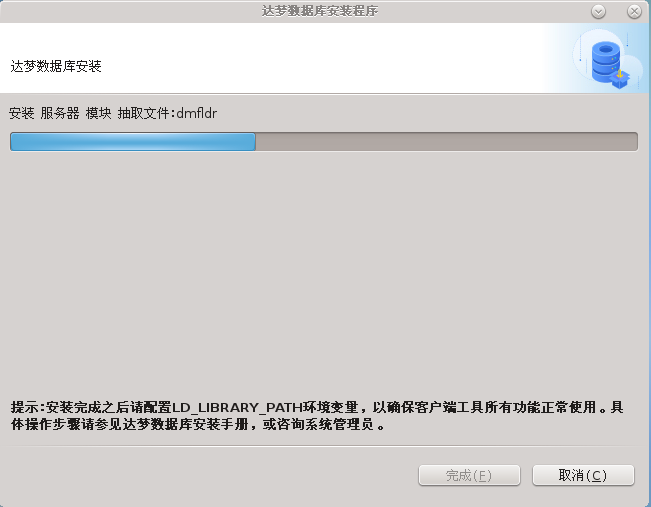 达梦数据库安装程序
达梦数据库安装
安装 服务器 模块 抽取文件:dmfldr
提示:安装完成之后请配置LD_LIBRARY_PATH环境变量，以确保客户端工具所有功能正常使用。具
体操作步骤请参见达梦数据库安装手册，或咨询系统管理员。
完成(F) 取消(C)